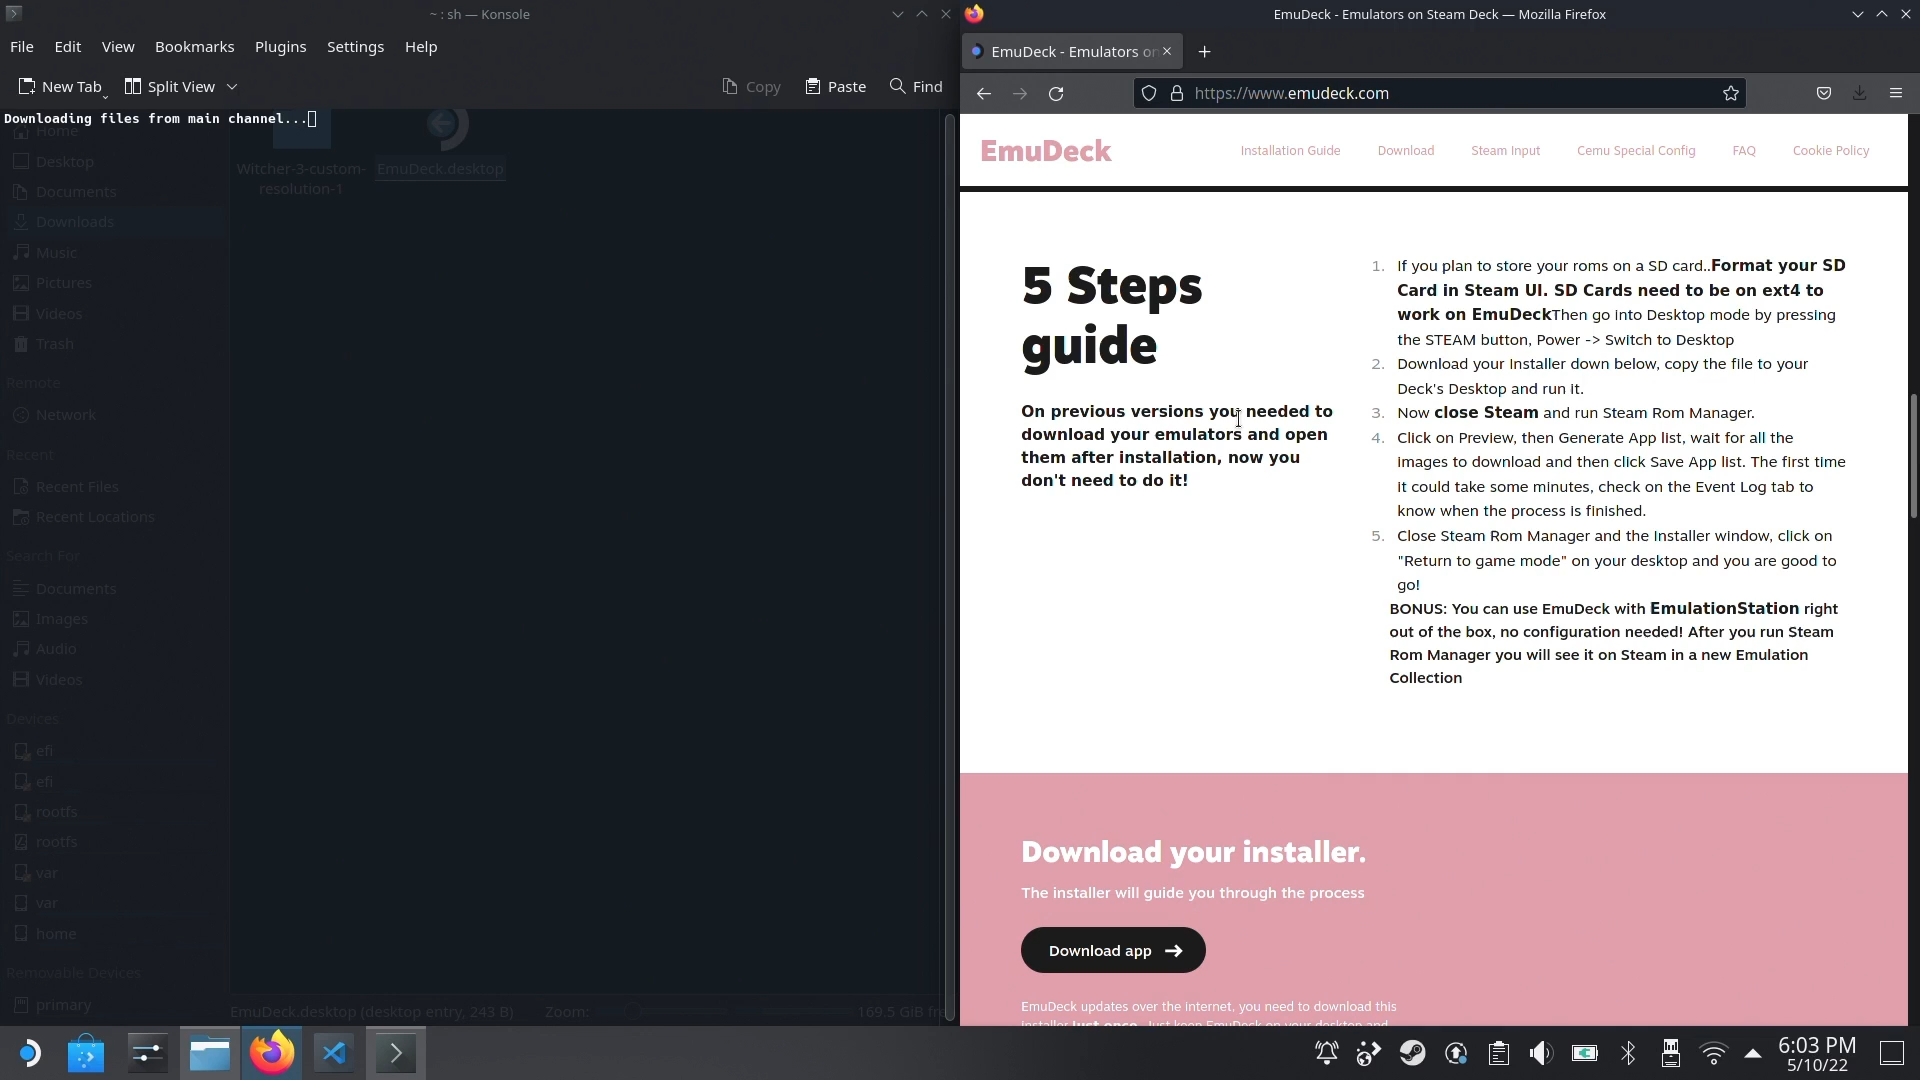 ~ : sh — Konsole
File Edit View Bookmarks Plugins Settings Help
New Tab Split View Copy Paste Find
Downloading files from main channel...
Home
Desktop
Documents
Downloads
Music
Pictures
Videos
Trash
Remote
Network
Recent
Recent Files
Recent Locations
Search For
Documents
Images
Audio
Videos
Devices
efi
efi
rootfs
rootfs
var
var
home
Removable Devices
primary
Witcher-3-custom-
resolution-1
EmuDeck.desktop
EmuDeck.desktop (desktop entry, 243 B) Zoom: 169.5 GiB
EmuDeck - Emulators on Steam Deck — Mozilla Firefox
EmuDeck - Emulators on
https://www.emudeck.com
EmuDeck
Installation Guide Download Steam Input Cemu Special Config FAQ Cookie Policy
5 Steps
guide
On previous versions you needed to
download your emulators and open
them after installation, now you
don't need to do it!
1. If you plan to store your roms on a SD card..Format your SD
Card in Steam UI. SD Cards need to be on ext4 to
work on EmuDeckThen go into Desktop mode by pressing
the STEAM button, Power -> Switch to Desktop
2. Download your Installer down below, copy the file to your
Deck's Desktop and run it.
3. Now close Steam and run Steam Rom Manager.
4. Click on Preview, then Generate App list, wait for all the
images to download and then click Save App list. The first time
it could take some minutes, check on the Event Log tab to
know when the process is finished.
5. Close Steam Rom Manager and the Installer window, click on
"Return to game mode" on your desktop and you are good to
go!
BONUS: You can use EmuDeck with EmulationStation right
out of the box, no configuration needed! After you run Steam
Rom Manager you will see it on Steam in a new Emulation
Collection
Download your installer.
The installer will guide you through the process
Download app
EmuDeck updates over the internet, you need to download this
installer just once. Just keep EmuDeck on your desktop and
6:03 PM
5/10/22